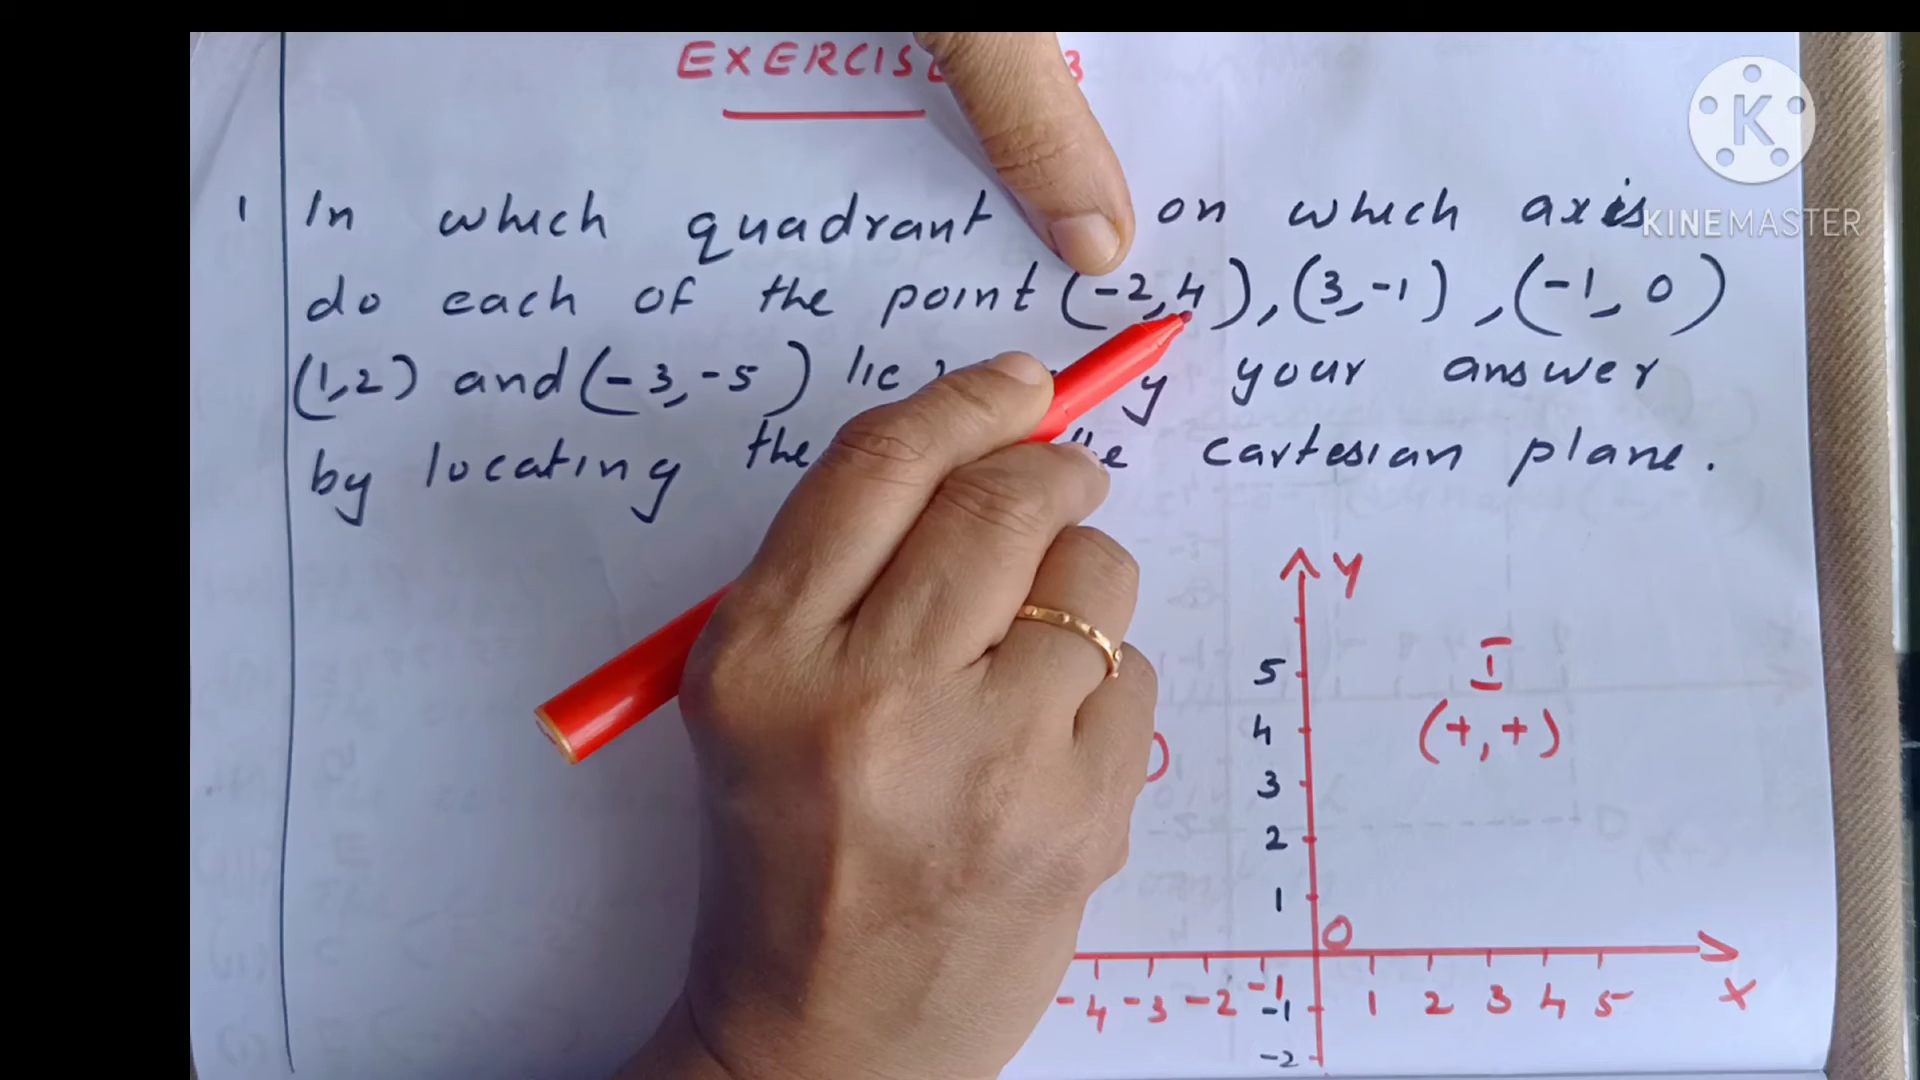 EXERCIS 3
1 In which quadrant on which axis
do each of the point (-2,4), (3,-1), (-1, 0)
(1,2) and (-3,-5) lie y your answer
by locating the the cartesian plane.
Y
I
5
(+,+)
4
3
2
1
O
-4 -3 -2 -1 1 2 3 4 5 X
-1
-2
K
KINEMASTER